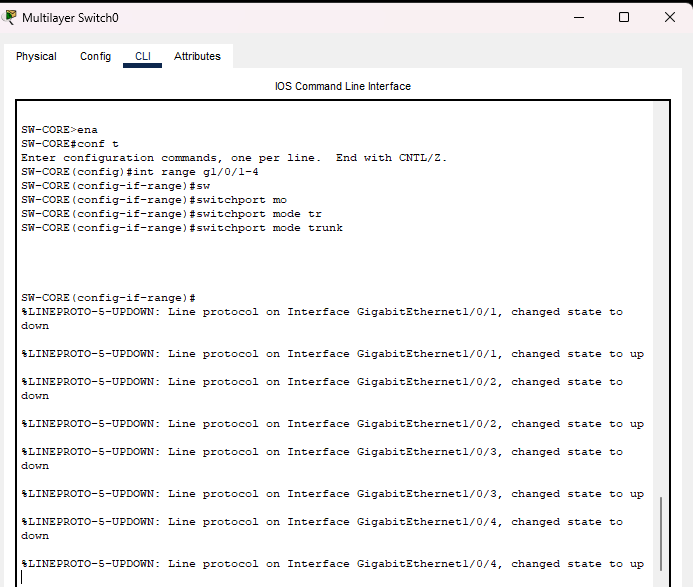 Multilayer Switch0
Physical Config CLI Attributes
IOS Command Line Interface
SW-CORE>ena
SW-CORE#conf t
Enter configuration commands, one per line.  End with CNTL/Z.
SW-CORE(config)#int range g1/0/1-4
SW-CORE(config-if-range)#sw
SW-CORE(config-if-range)#switchport mo
SW-CORE(config-if-range)#switchport mode tr
SW-CORE(config-if-range)#switchport mode trunk
SW-CORE(config-if-range)#
%LINEPROTO-5-UPDOWN: Line protocol on Interface GigabitEthernet1/0/1, changed state to
down
%LINEPROTO-5-UPDOWN: Line protocol on Interface GigabitEthernet1/0/1, changed state to up
%LINEPROTO-5-UPDOWN: Line protocol on Interface GigabitEthernet1/0/2, changed state to
down
%LINEPROTO-5-UPDOWN: Line protocol on Interface GigabitEthernet1/0/2, changed state to up
%LINEPROTO-5-UPDOWN: Line protocol on Interface GigabitEthernet1/0/3, changed state to
down
%LINEPROTO-5-UPDOWN: Line protocol on Interface GigabitEthernet1/0/3, changed state to up
%LINEPROTO-5-UPDOWN: Line protocol on Interface GigabitEthernet1/0/4, changed state to
down
%LINEPROTO-5-UPDOWN: Line protocol on Interface GigabitEthernet1/0/4, changed state to up